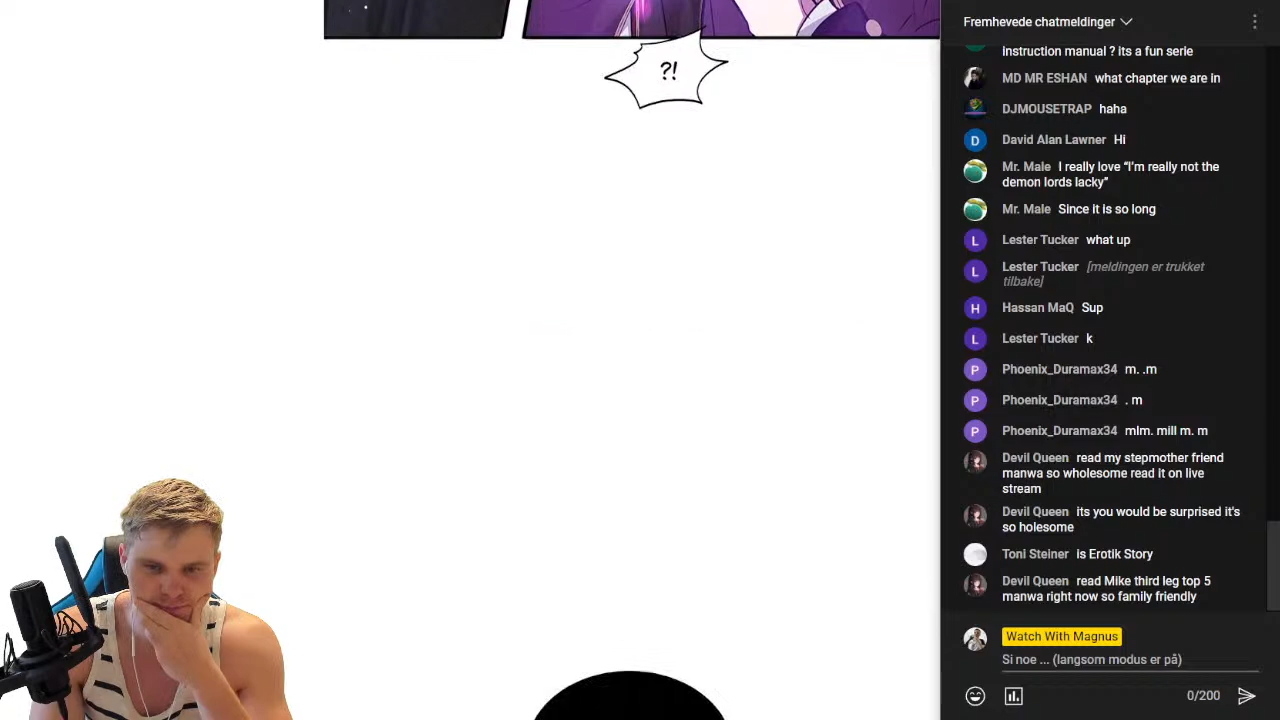 ?!
Fremhevede chatmeldinger
instruction manual ? its a fun serie
MD MR ESHAN what chapter we are in
DJMOUSETRAP haha
D David Alan Lawner Hi
Mr. Male I really love “I'm really not the
demon lords lacky”
Mr. Male Since it is so long
L Lester Tucker what up
L Lester Tucker [meldingen er trukket
tilbake]
H Hassan MaQ Sup
L Lester Tucker k
P Phoenix_Duramax34 m. .m
P Phoenix_Duramax34 . m
P Phoenix_Duramax34 mlm. mill m. m
Devil Queen read my stepmother friend
manwa so wholesome read it on live
stream
Devil Queen its you would be surprised it's
so holesome
Toni Steiner is Erotik Story
Devil Queen read Mike third leg top 5
manwa right now so family friendly
Watch With Magnus
Si noe ... (langsom modus er på)
0/200